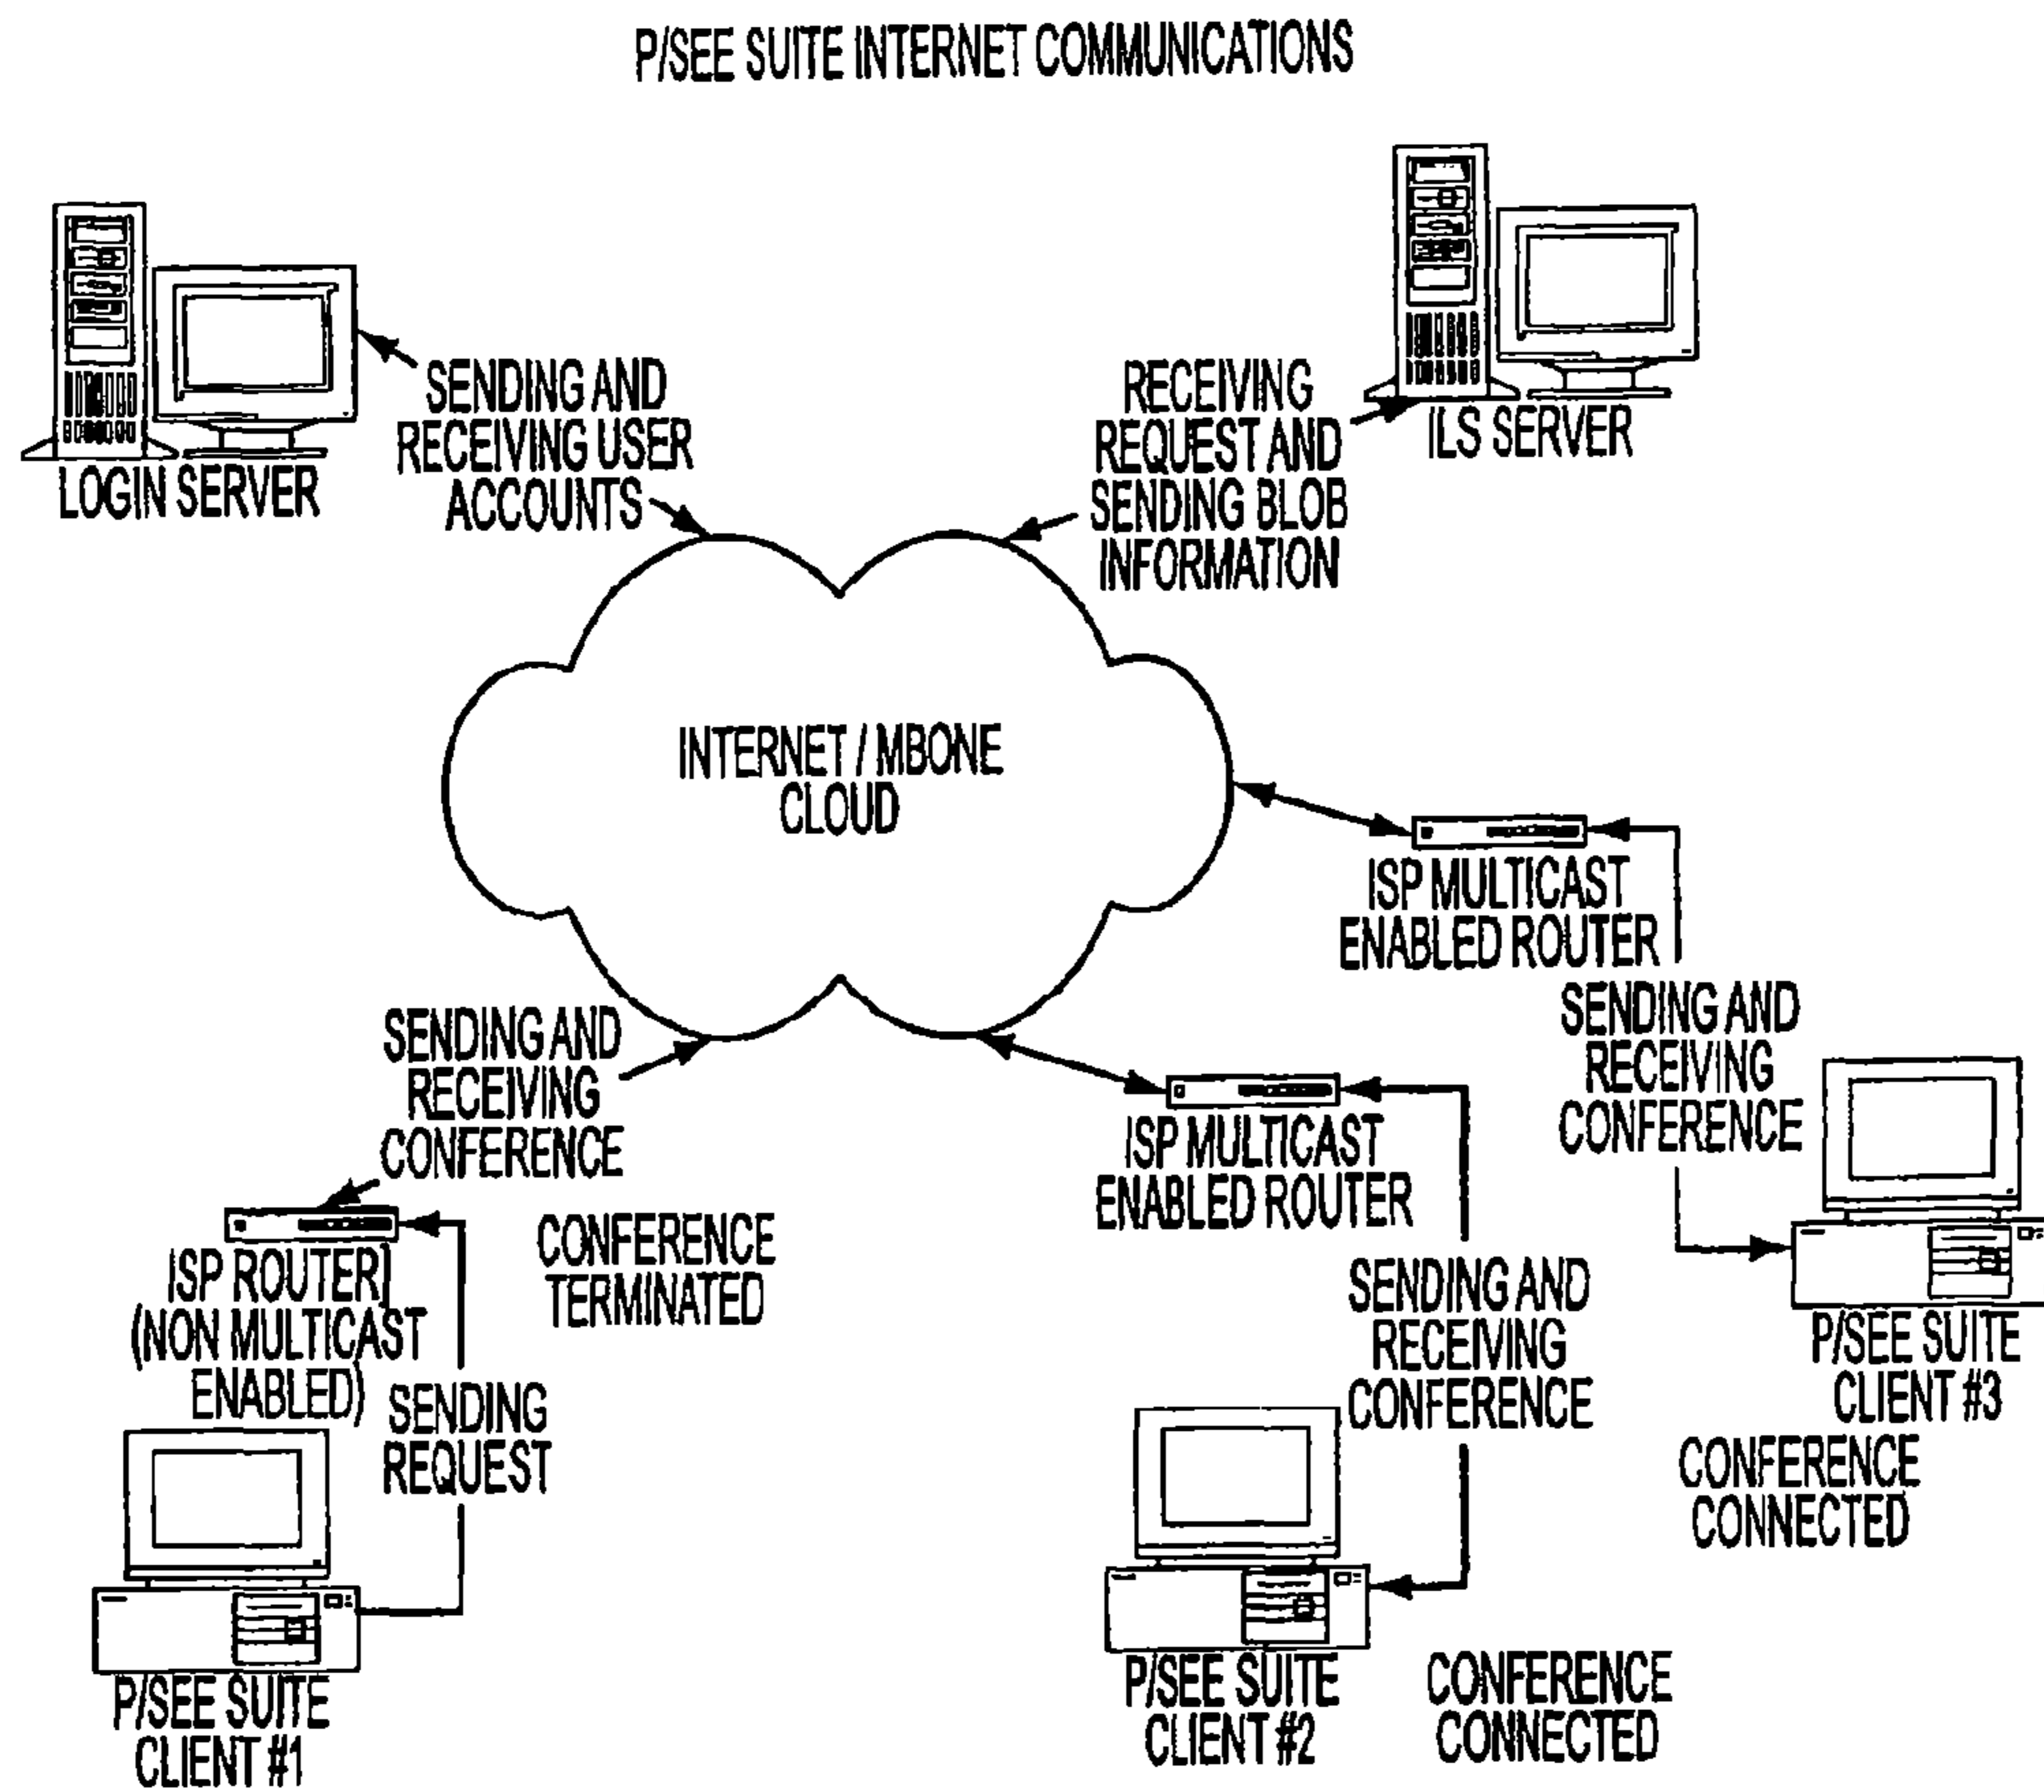 P/SEE SUITE INTERNET COMMUNICATIONS
SENDING AND
RECEIVING USER
ACCOUNTS
LOGIN SERVER
RECEIVING
REQUEST AND
SENDING BLOB
INFORMATION
ILS SERVER
INTERNET / MBONE
CLOUD
ISP MULTICAST
ENABLED ROUTER
SENDING AND
RECEIVING
CONFERENCE
SENDING AND
RECEIVING
CONFERENCE
ISP MULTICAST
ENABLED ROUTER
ISP ROUTER
(NON MULTICAST
ENABLED)
CONFERENCE
TERMINATED
SENDING
REQUEST
SENDING AND
RECEIVING
CONFERENCE
P/SEE SUITE
CLIENT #3
CONFERENCE
CONNECTED
P/SEE SUITE
CLIENT #1
P/SEE SUITE
CLIENT #2
CONFERENCE
CONNECTED